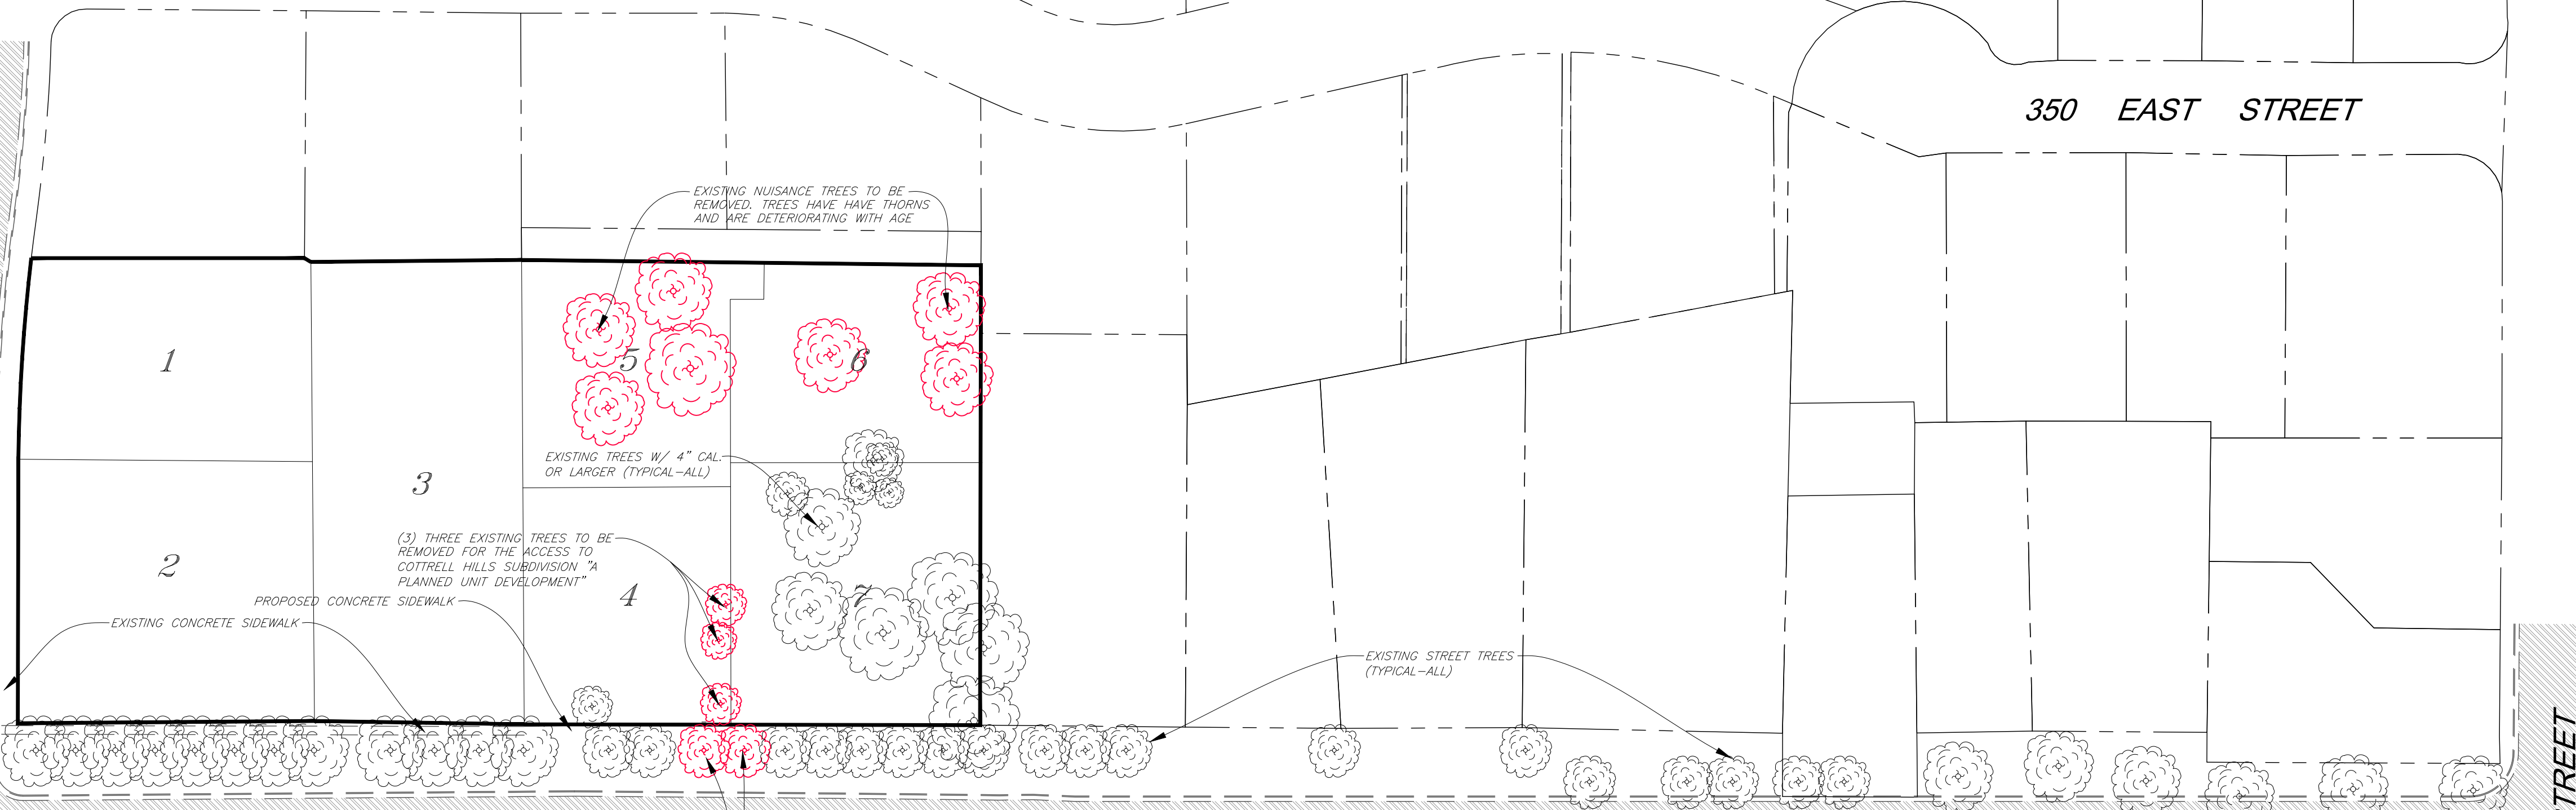 350 EAST STREET
EXISTING NUISANCE TREES TO BE
REMOVED. TREES HAVE HAVE THORNS
AND ARE DETERIORATING WITH AGE
1
5
6
EXISTING TREES W/ 4" CAL.
OR LARGER (TYPICAL-ALL)
3
(3) THREE EXISTING TREES TO BE
REMOVED FOR THE ACCESS TO
COTTRELL HILLS SUBDIVISION "A
PLANNED UNIT DEVELOPMENT"
2
4
7
PROPOSED CONCRETE SIDEWALK
EXISTING CONCRETE SIDEWALK
EXISTING STREET TREES
(TYPICAL-ALL)
TREET